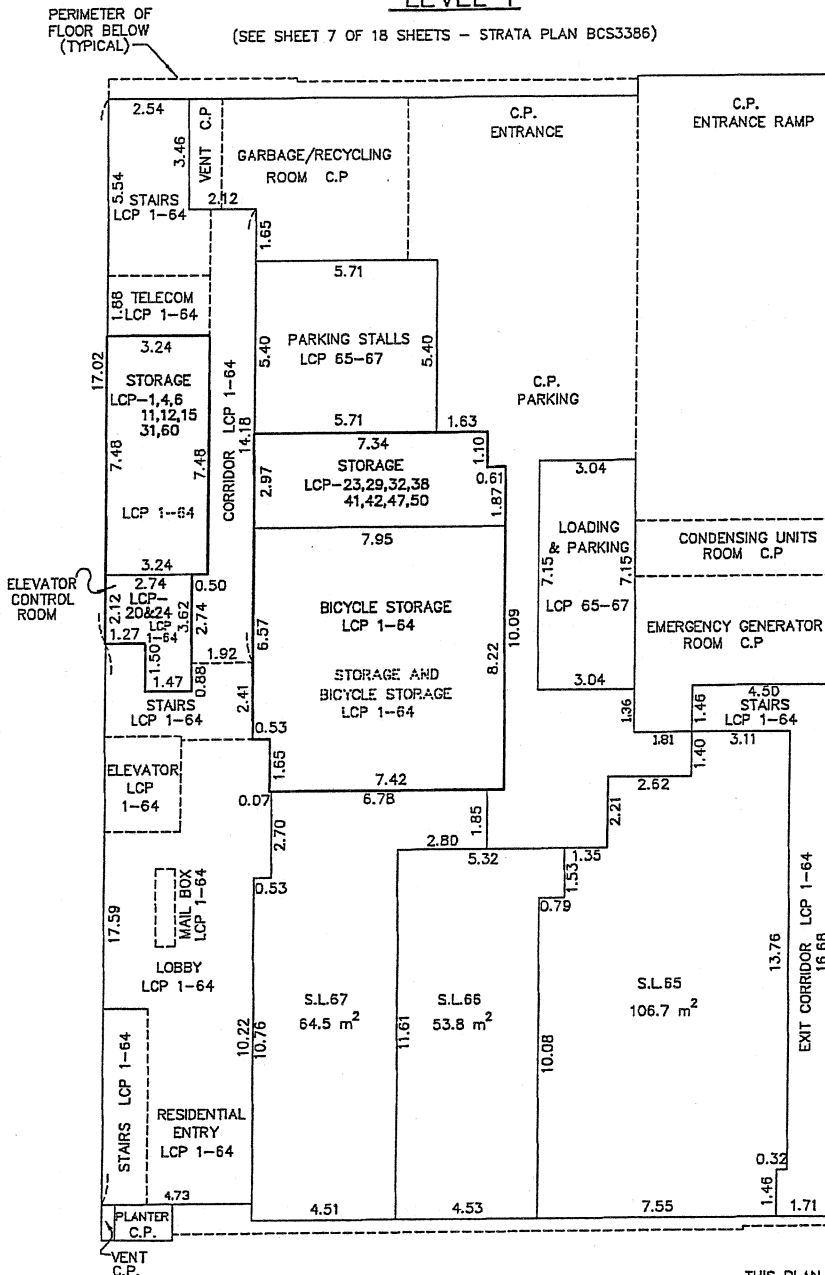 LEVEL 1
PERIMETER OF
FLOOR BELOW
(TYPICAL)
(SEE SHEET 7 OF 18 SHEETS - STRATA PLAN BCS3386)
2.54
3.46
VENT C.P
5.54
STAIRS
LCP 1-64
2.12
GARBAGE/RECYCLING
ROOM C.P
C.P.
ENTRANCE
C.P.
ENTRANCE RAMP
1.65
5.71
1.88
TELECOM
LCP 1-64
17.02
3.24
STORAGE
LCP-1,4,6
11,12,15
31,60
7.48
7.48
LCP 1-64
3.24
CORRIDOR LCP 1-64
14.18
5.40
PARKING STALLS
LCP 65-67
5.40
5.71
1.63
C.P.
PARKING
7.34
1.10
STORAGE
LCP-23,29,32,38
41,42,47,50
2.97
0.61
1.87
7.95
3.04
LOADING
& PARKING
7.15
7.15
LCP 65-67
3.04
CONDENSING UNITS
ROOM C.P
EMERGENCY GENERATOR
ROOM C.P
ELEVATOR
CONTROL
ROOM
2.74
0.50
2.12
LCP-
20&24
LCP
1-64
3.62
2.74
1.27
1.50
1.47
0.88
1.92
STAIRS
LCP 1-64
6.57
2.41
BICYCLE STORAGE
LCP 1-64
STORAGE AND
BICYCLE STORAGE
LCP 1-64
10.09
8.22
0.53
1.65
7.42
1.36
1.46
4.50
STAIRS
LCP 1-64
1.81
3.11
1.40
2.62
2.21
ELEVATOR
LCP
1-64
0.07
6.78
2.70
1.85
2.80
5.32
1.35
1.53
0.79
0.53
17.59
MAIL BOX
LCP 1-64
LOBBY
LCP 1-64
10.22
10.76
S.L.67
64.5 m²
11.61
S.L.66
53.8 m²
10.08
S.L.65
106.7 m²
13.76
EXIT CORRIDOR LCP 1-64
16.68
STAIRS LCP 1-64
RESIDENTIAL
ENTRY
LCP 1-64
4.73
4.51
4.53
7.55
0.32
1.46
1.71
PLANTER
C.P.
VENT
C.P.
THIS PLAN